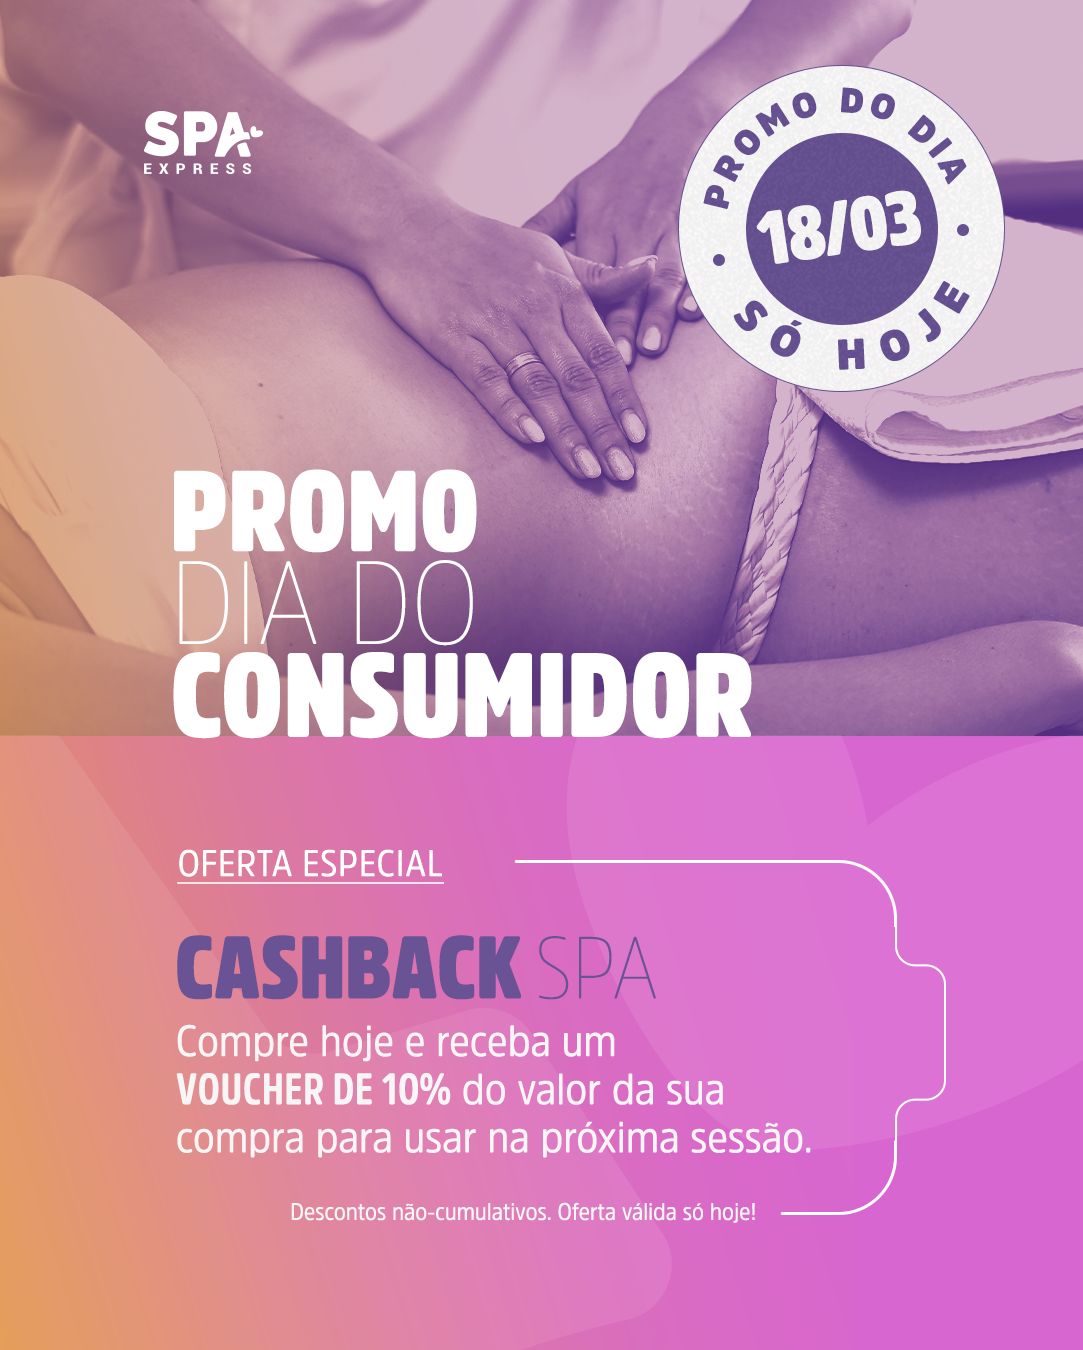 SPA
EXPRESS
PROMO DO DIA
18/03
SÓ HOJE
PROMO
DIA DO
CONSUMIDOR
OFERTA ESPECIAL
CASHBACK SPA
Compre hoje e receba um
VOUCHER DE 10% do valor da sua
compra para usar na próxima sessão.
Descontos não-cumulativos. Oferta válida só hoje!